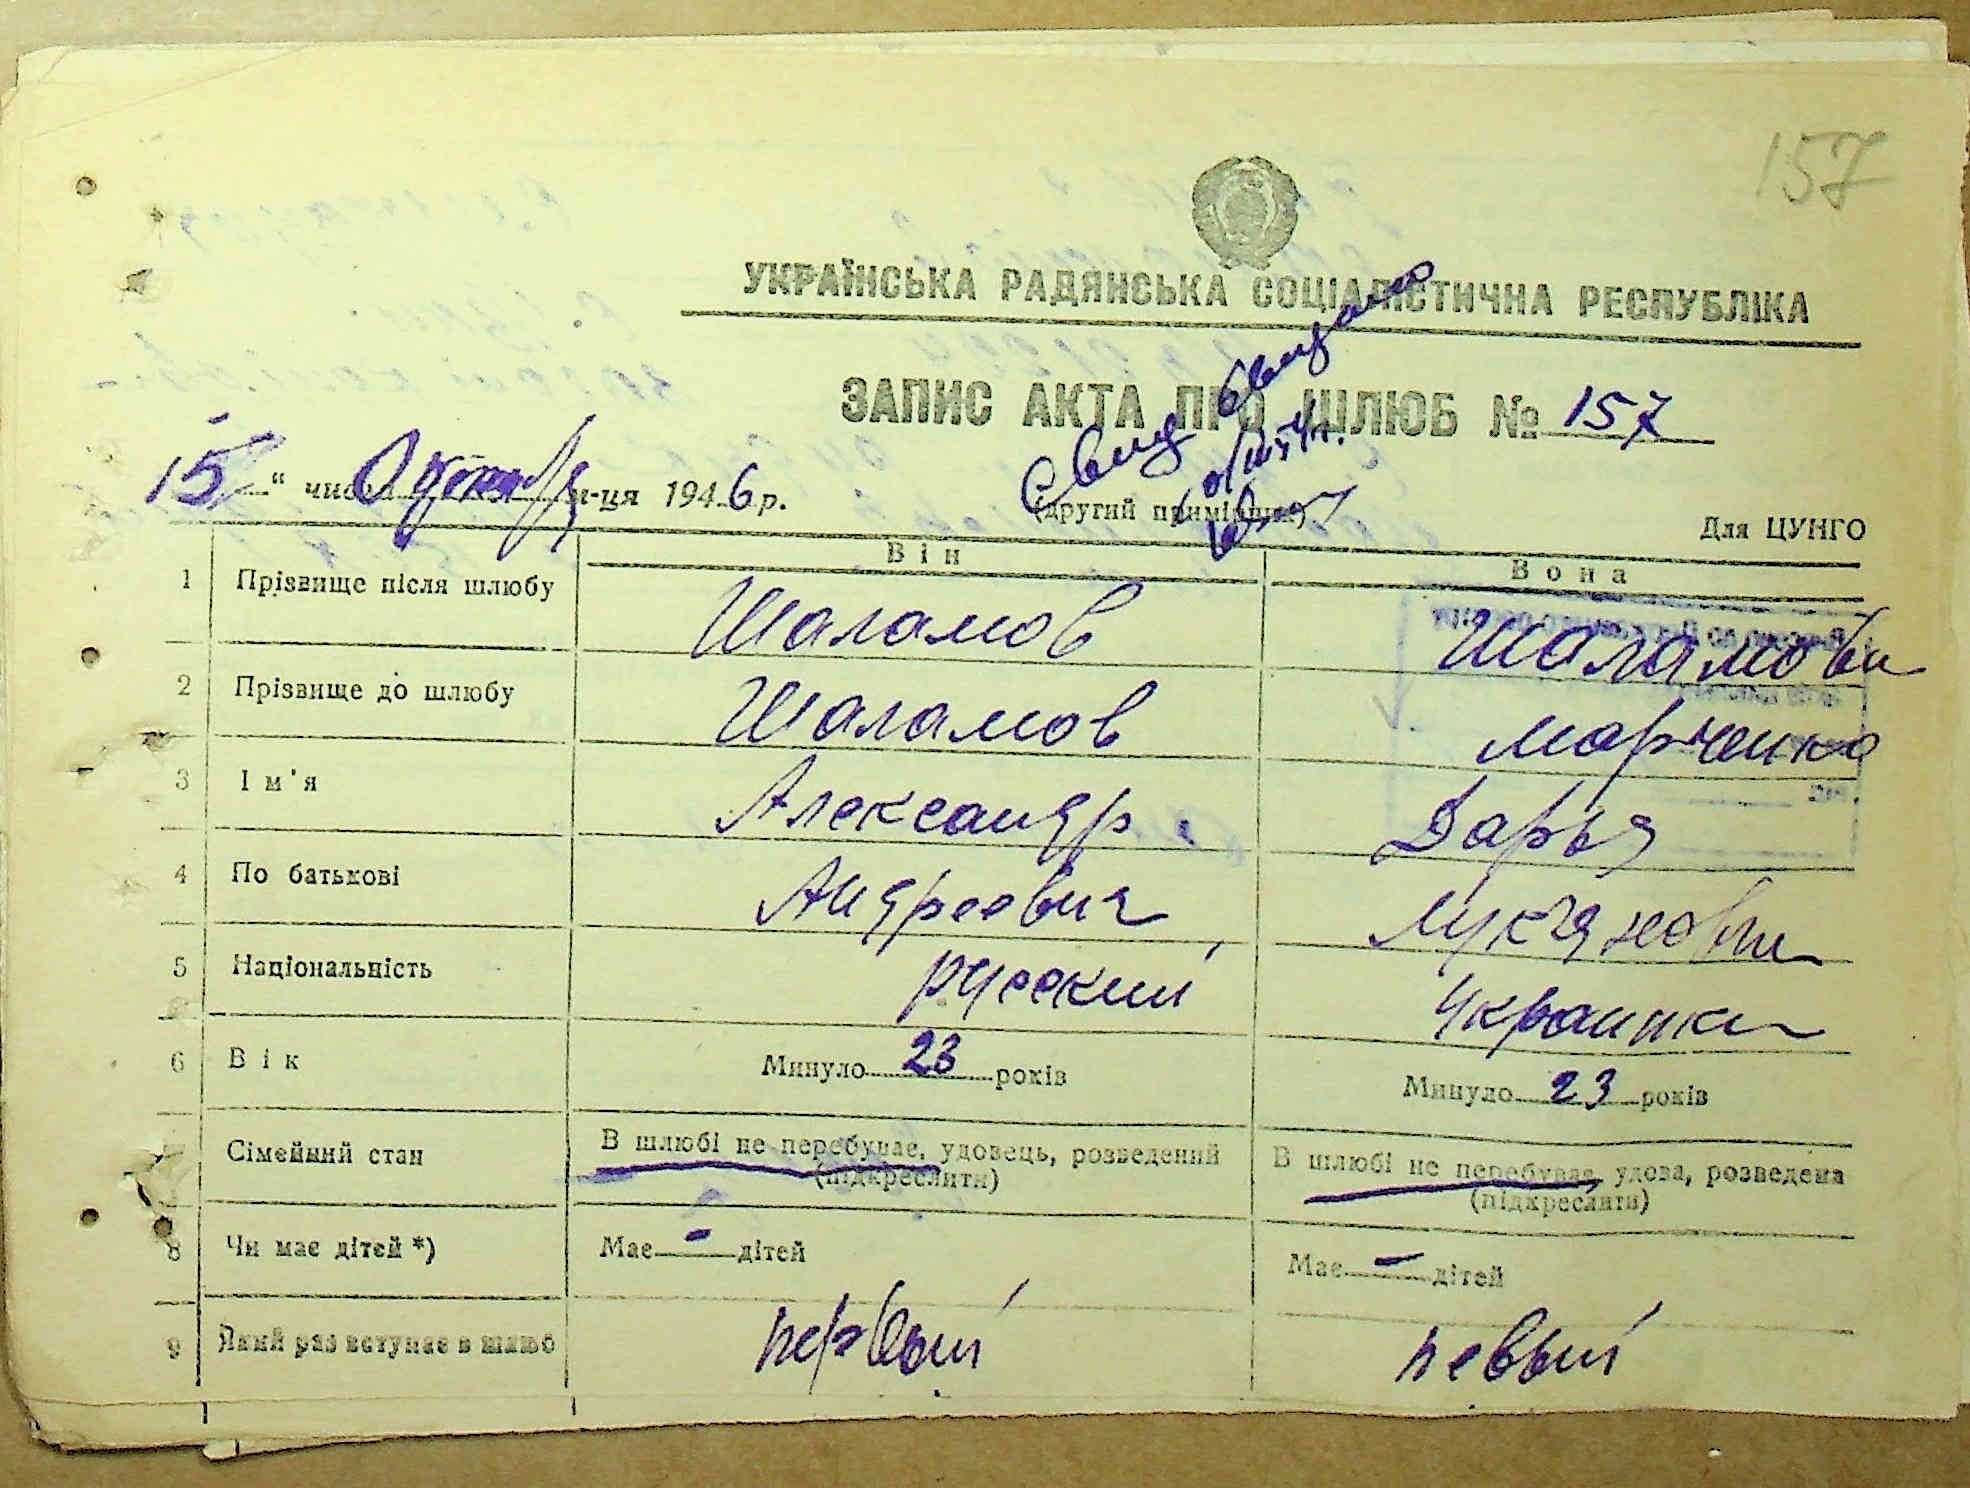 157
УКРАЇНСЬКА РАДЯНСЬКА СОЦІАЛІСТИЧНА РЕСПУБЛІКА
ЗАПИС АКТА ПРО ШЛЮБ № 157
15 " числа Октября м-ця 1946 р.
(другий примірник)
Для ЦУНГО
Він Вона
1 Прізвище після шлюбу Шаламов Шаламова
2 Прізвище до шлюбу Шаламов Марченко
3 Ім'я Александр Дарья
4 По батькові Андреевич Лукяновна
5 Національність русский Украинка
6 Вік Минуло 23 років Минуло 23 років
7 Сімейний стан В шлюбі не перебуває, удовець, розведений В шлюбі не перебуває, удова, розведена
(підкреслити) (підкреслити)
8 Чи має дітей *) Має - дітей Має - дітей
9 Який раз вступає в шлюб первый певый